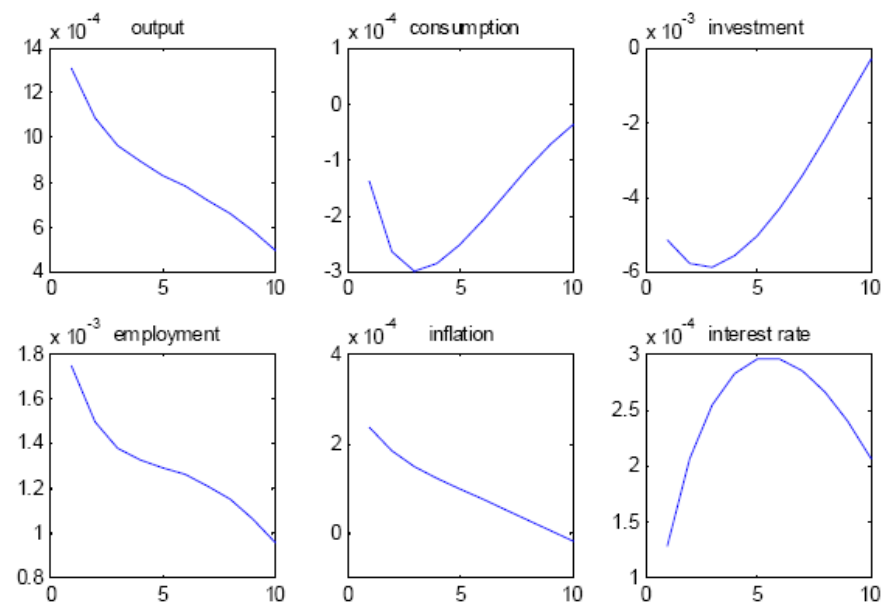 x 10⁻⁴ output
14
12
10
8
6
4
0 5 10
x 10⁻⁴ consumption
1
0
-1
-2
-3
0 5 10
x 10⁻³ investment
0
-2
-4
-6
0 5 10
x 10⁻³ employment
1.8
1.6
1.4
1.2
1
0.8
0 5 10
x 10⁻⁴ inflation
4
2
0
0 5 10
x 10⁻⁴ interest rate
3
2.5
2
1.5
1
0 5 10